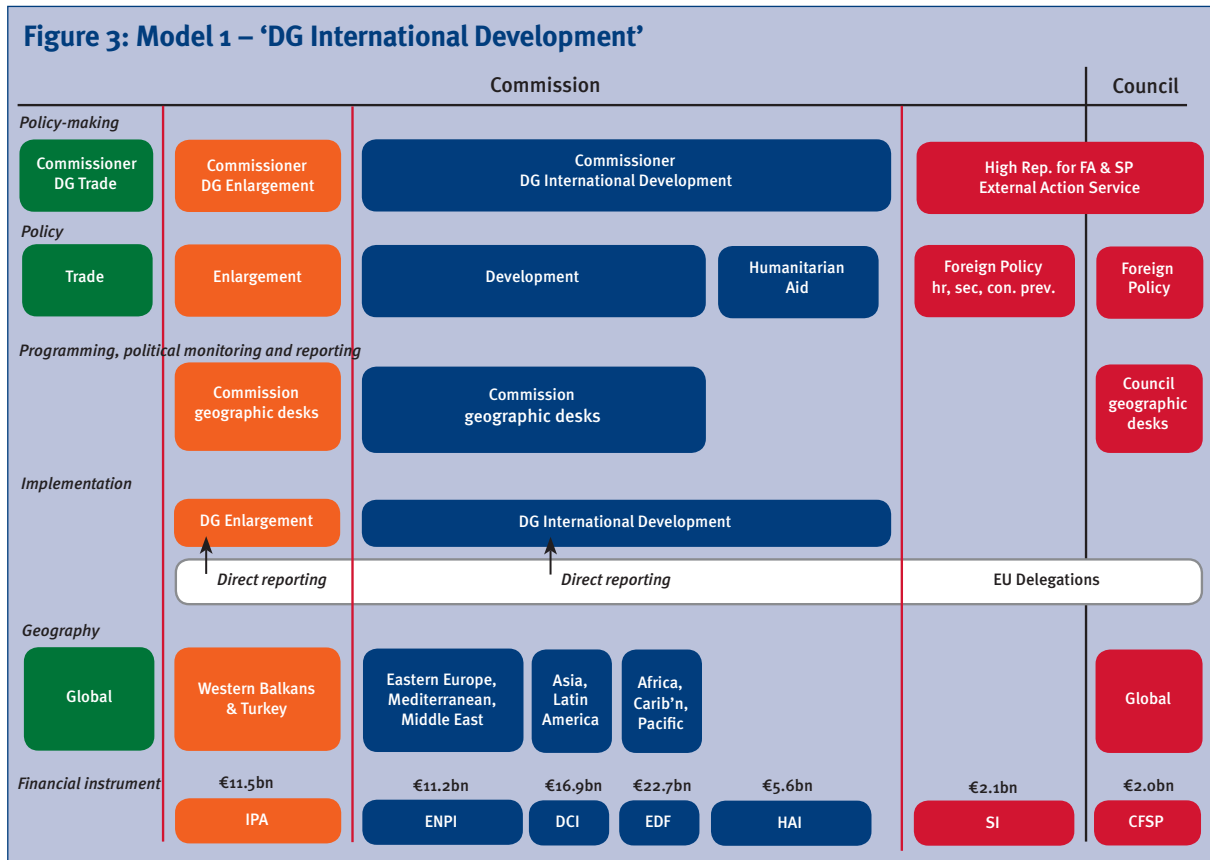 Figure 3: Model 1 – ‘DG International Development’
Commission
Council
Policy-making
Commissioner
DG Trade
Commissioner
DG Enlargement
Commissioner
DG International Development
High Rep. for FA & SP
External Action Service
Policy
Trade
Enlargement
Development
Humanitarian
Aid
Foreign Policy
hr, sec, con. prev.
Foreign
Policy
Programming, political monitoring and reporting
Commission
geographic desks
Commission
geographic desks
Council
geographic
desks
Implementation
DG Enlargement
DG International Development
Direct reporting
Direct reporting
EU Delegations
Geography
Global
Western Balkans
& Turkey
Eastern Europe,
Mediterranean,
Middle East
Asia,
Latin
America
Africa,
Carib’n,
Pacific
Global
Financial instrument
€11.5bn
€11.2bn
€16.9bn
€22.7bn
€5.6bn
€2.1bn
€2.0bn
IPA
ENPI
DCI
EDF
HAI
SI
CFSP